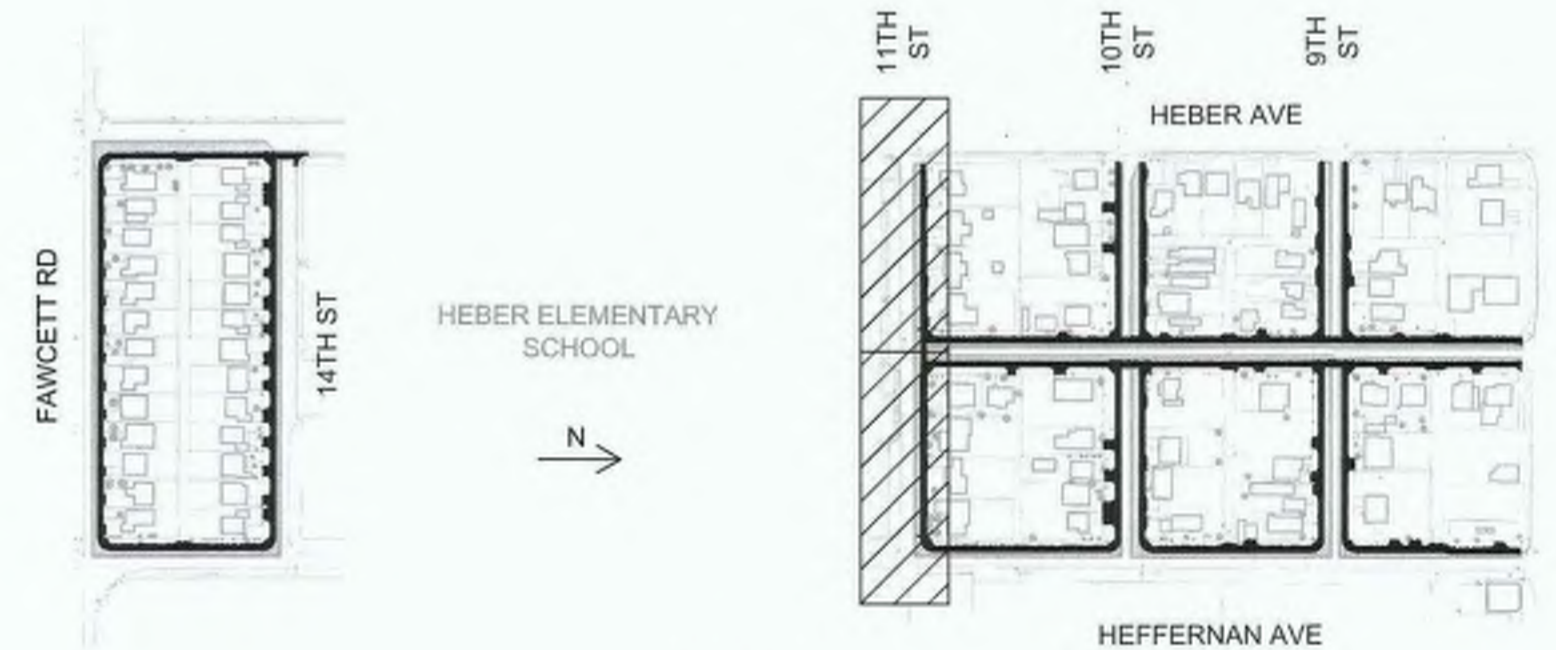 11TH
ST
10TH
ST
9TH
ST
HEBER AVE
FAWCETT RD
14TH ST
HEBER ELEMENTARY
SCHOOL
N
HEFFERNAN AVE